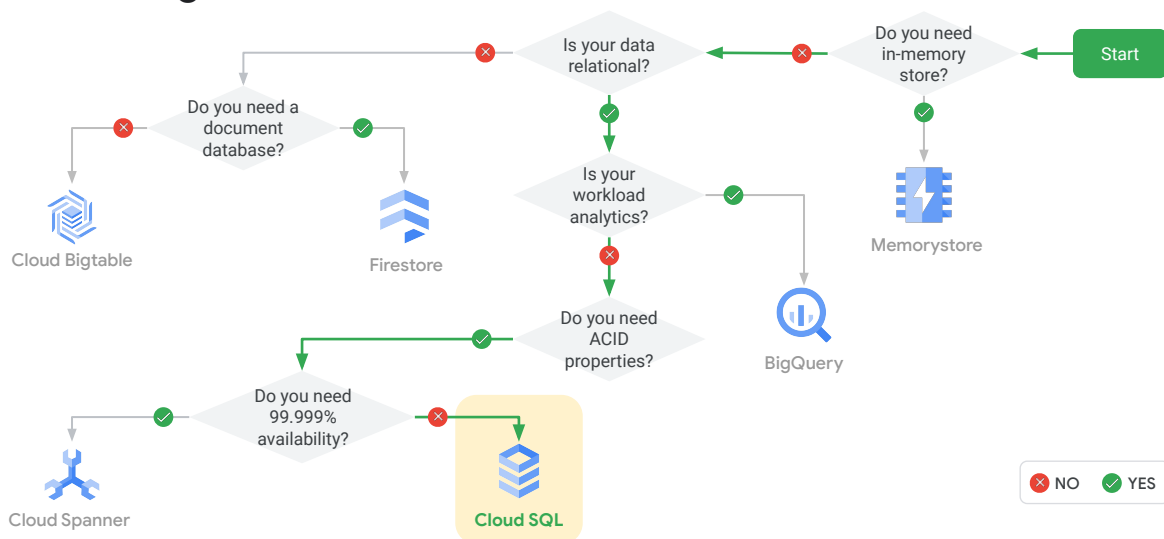 Is your data
relational?
Do you need
in-memory
store?
Start
Do you need a
document
database?
Is your
workload
analytics?
Cloud Bigtable
Firestore
Memorystore
Do you need
ACID
properties?
BigQuery
Do you need
99.999%
availability?
Cloud Spanner
Cloud SQL
NO
YES